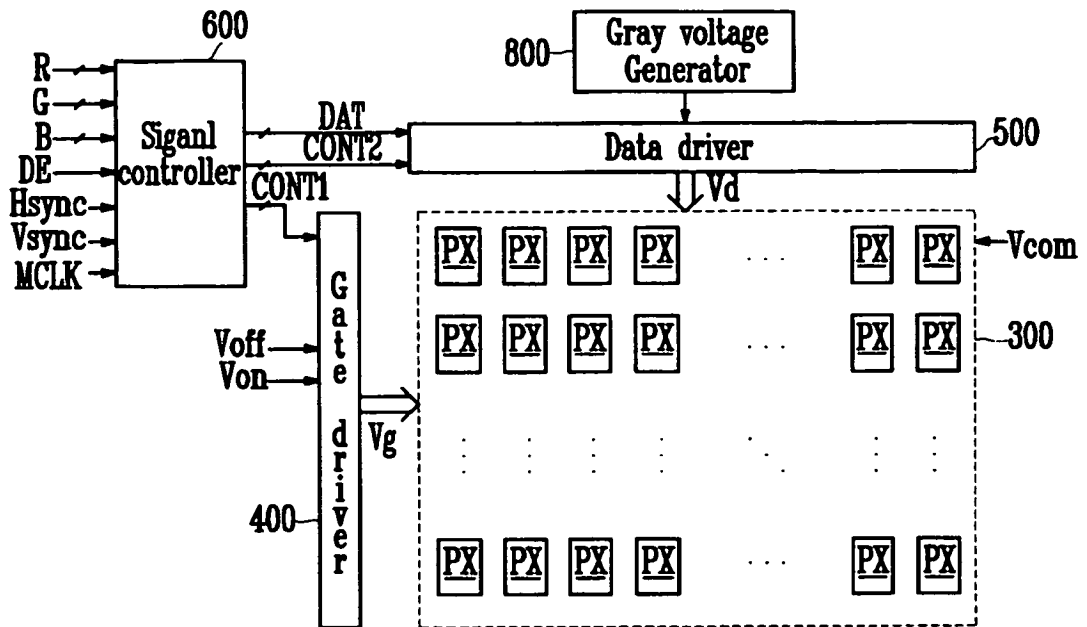 600
R
G
B
DE
Hsync
Vsync
MCLK
Siganl
controller
DAT
CONT2
CONT1
800
Gray voltage
Generator
Data driver
500
Vd
Vcom
300
Voff
Von
Gate driver
400
Vg
PX PX PX PX ... PX PX
PX PX PX PX ... PX PX
PX PX PX PX ... PX PX